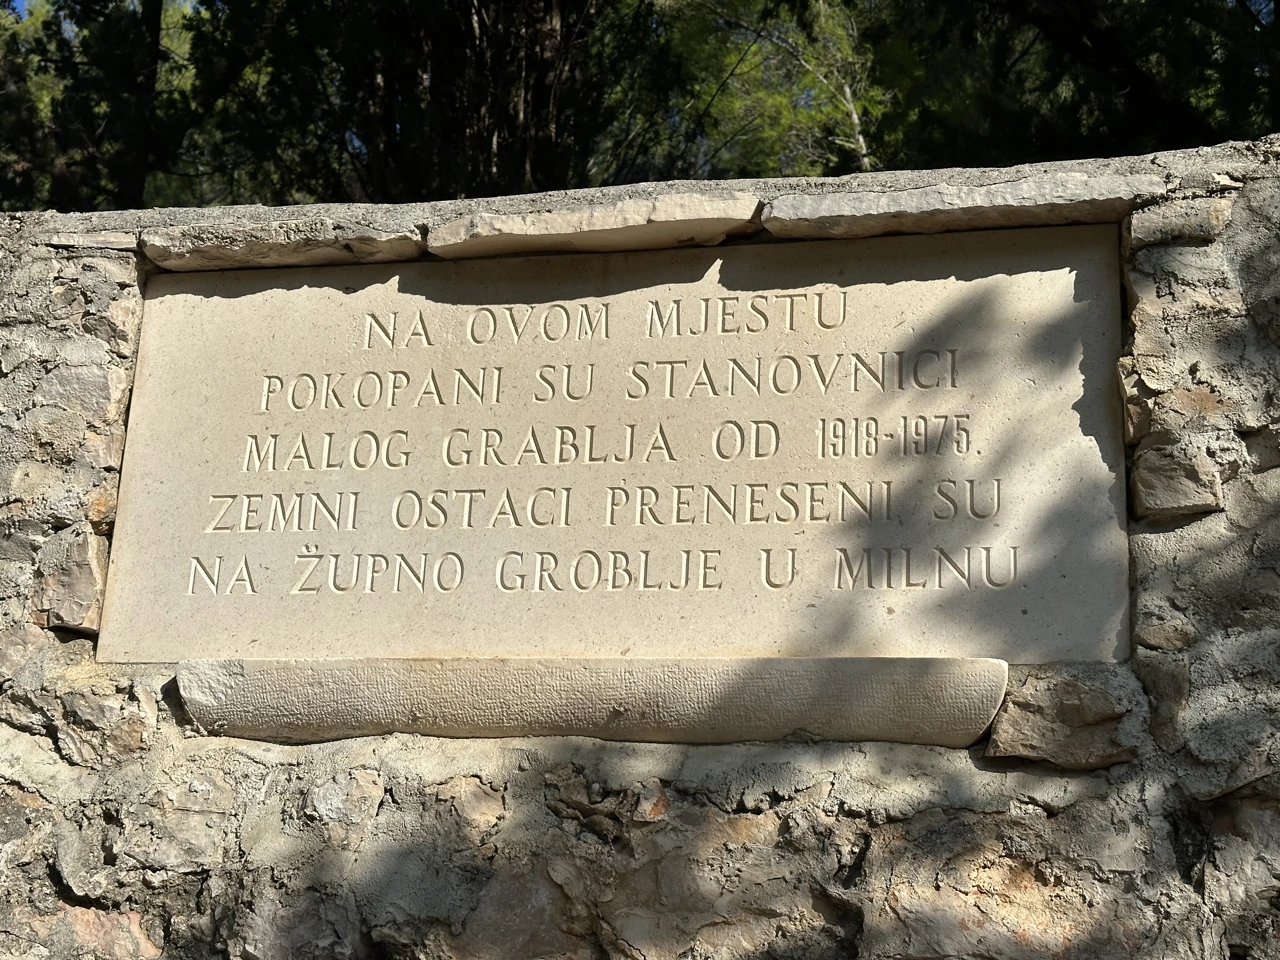 NA OVOM MJESTU
POKOPANI SU STANOVNICI
MALOG GRABLJA OD 1918-1975.
ZEMNI OSTACI PRENESENI SU
NA ŽUPNO GROBLJE U MILNU